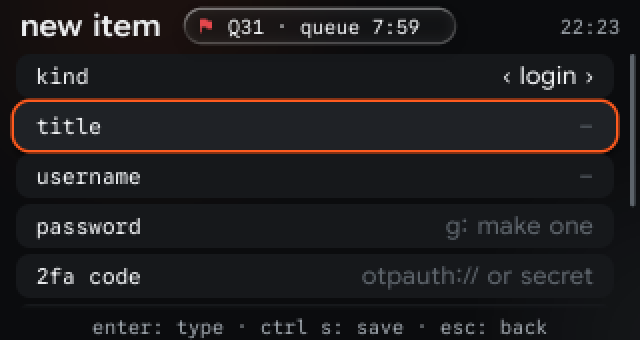 new item
Q31 · queue 7:59
22:23
kind ‹ login ›
title –
username –
password g: make one
2fa code otpauth:// or secret
enter: type · ctrl s: save · esc: back